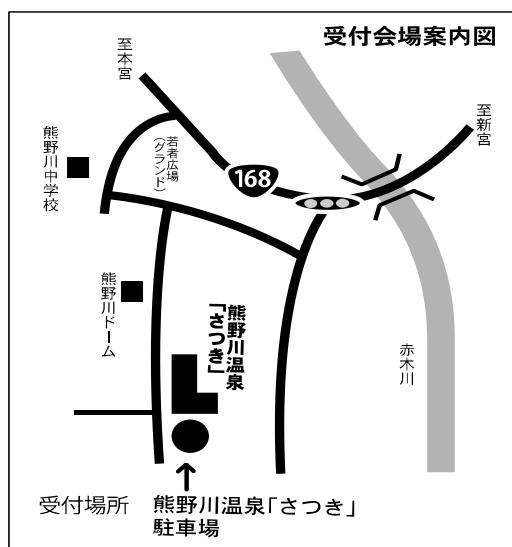 受付会場案内図
至本宮
至新宮
若者広場
(グランド)
熊野川中学校
168
熊野川ドーム
熊野川温泉
「さつき」
赤木川
受付場所
熊野川温泉「さつき」
駐車場